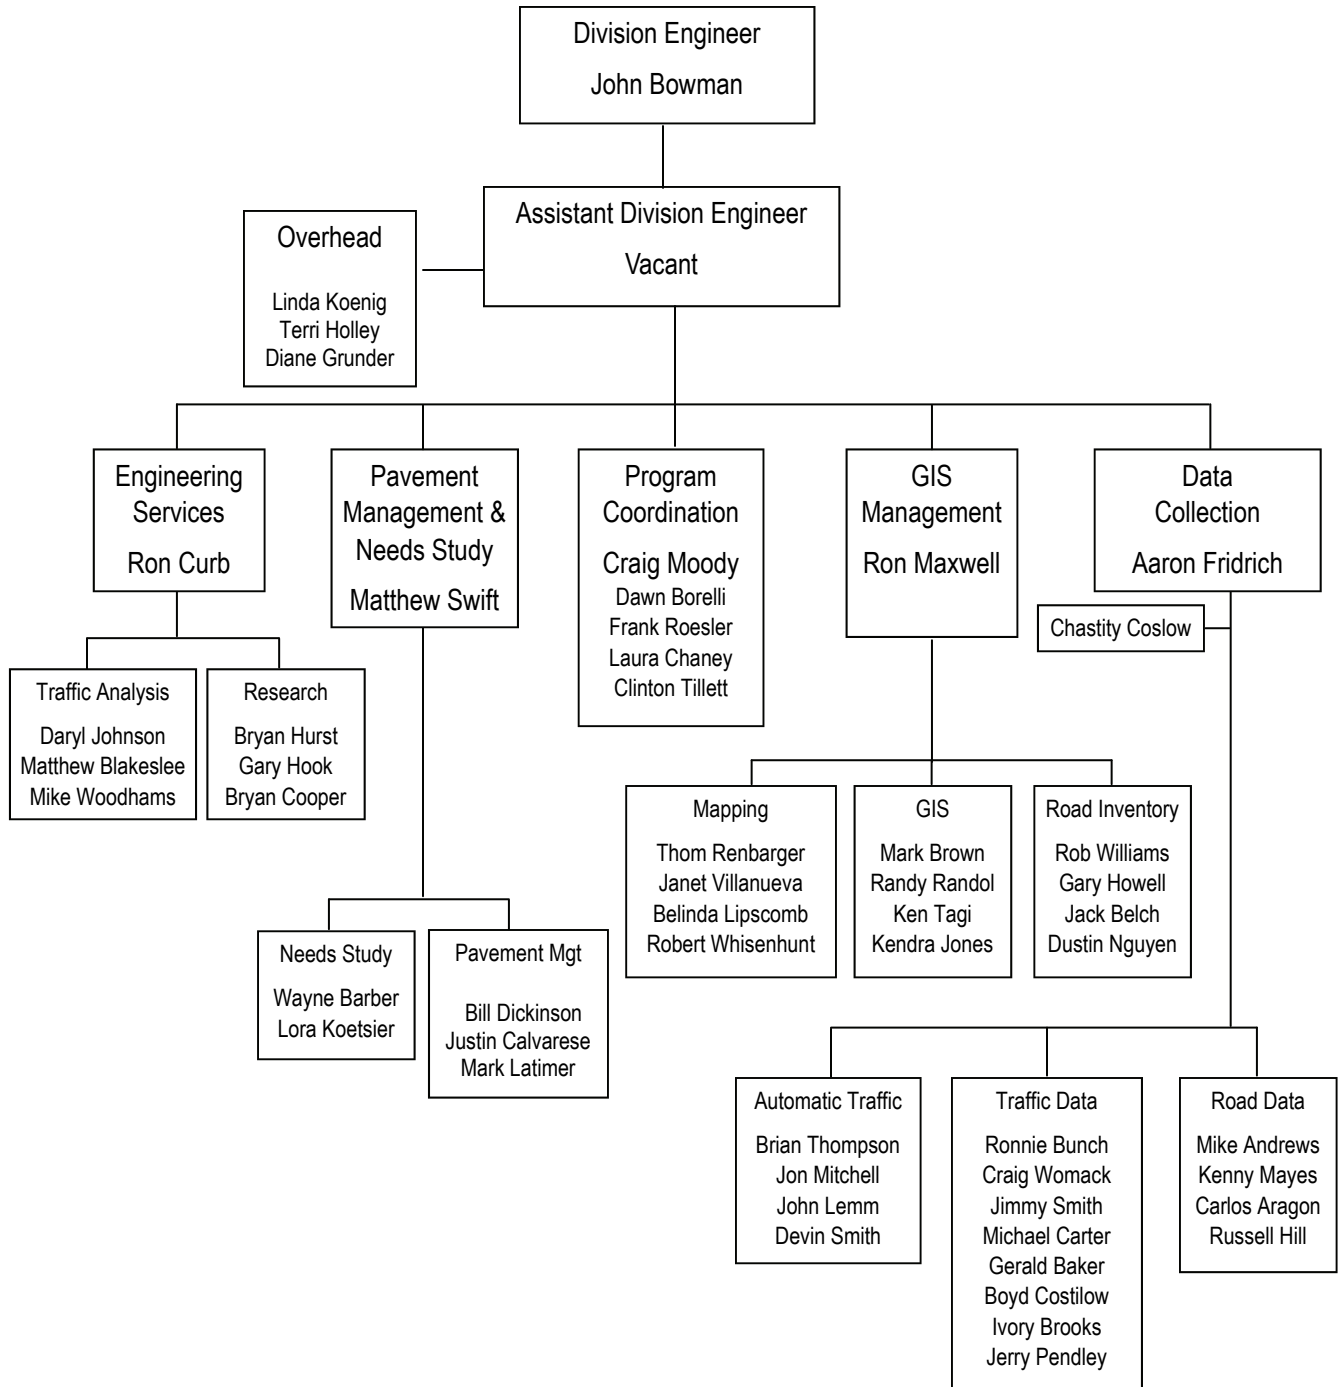 Division Engineer
John Bowman
Assistant Division Engineer
Vacant
Overhead
Linda Koenig
Terri Holley
Diane Grunder
Engineering
Services
Ron Curb
Pavement
Management &
Needs Study
Matthew Swift
Program
Coordination
Craig Moody
Dawn Borelli
Frank Roesler
Laura Chaney
Clinton Tillett
GIS
Management
Ron Maxwell
Data
Collection
Aaron Fridrich
Chastity Coslow
Traffic Analysis
Daryl Johnson
Matthew Blakeslee
Mike Woodhams
Research
Bryan Hurst
Gary Hook
Bryan Cooper
Mapping
Thom Renbarger
Janet Villanueva
Belinda Lipscomb
Robert Whisenhunt
GIS
Mark Brown
Randy Randol
Ken Tagi
Kendra Jones
Road Inventory
Rob Williams
Gary Howell
Jack Belch
Dustin Nguyen
Needs Study
Wayne Barber
Lora Koetsier
Pavement Mgt
Bill Dickinson
Justin Calvarese
Mark Latimer
Automatic Traffic
Brian Thompson
Jon Mitchell
John Lemm
Devin Smith
Traffic Data
Ronnie Bunch
Craig Womack
Jimmy Smith
Michael Carter
Gerald Baker
Boyd Costilow
Ivory Brooks
Jerry Pendley
Road Data
Mike Andrews
Kenny Mayes
Carlos Aragon
Russell Hill